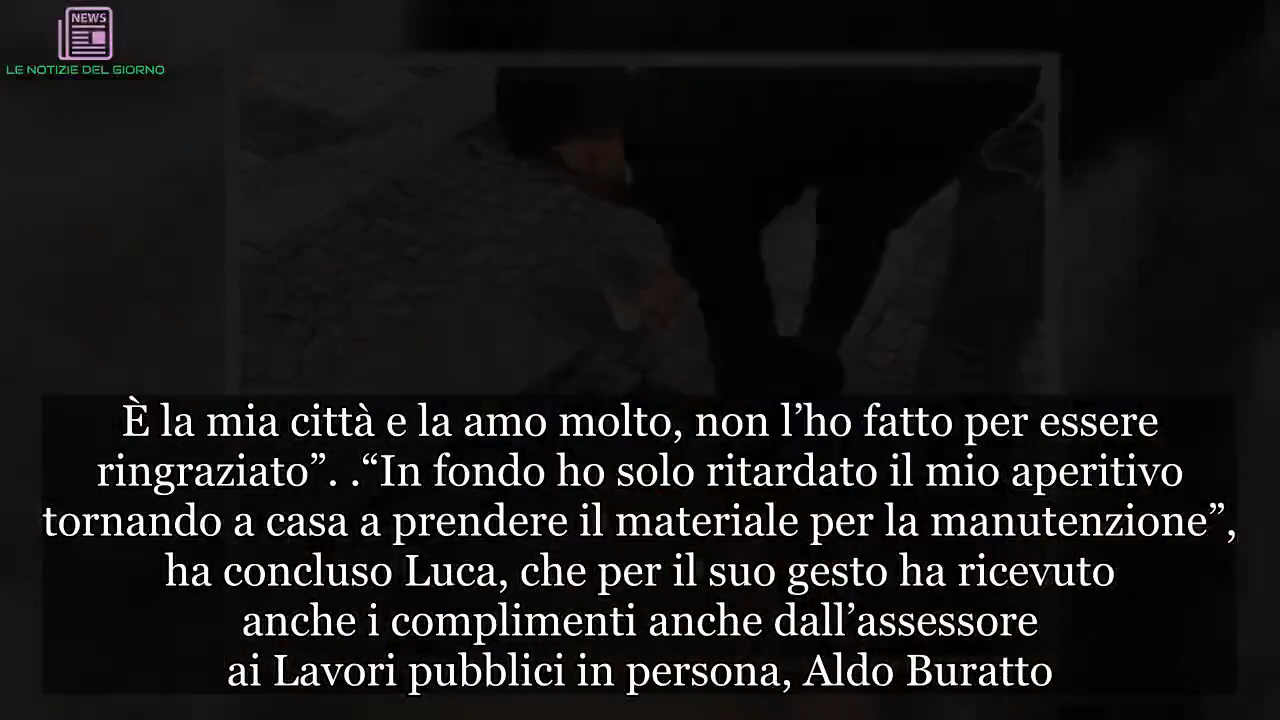 NEWS
LE NOTIZIE DEL GIORNO
È la mia città e la amo molto, non l’ho fatto per essere
ringraziato”. .“In fondo ho solo ritardato il mio aperitivo
tornando a casa a prendere il materiale per la manutenzione”,
ha concluso Luca, che per il suo gesto ha ricevuto
anche i complimenti anche dall’assessore
ai Lavori pubblici in persona, Aldo Buratto